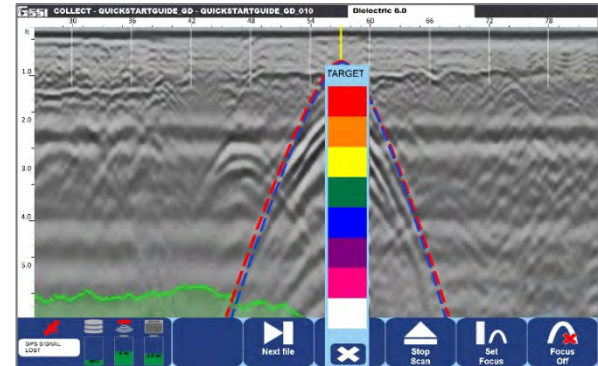 GSSI COLLECT - QUICKSTARTGUIDE_GD - QUICKSTARTGUIDE_GD_010 Dielectric 6.0
ft 30 36 42 48 54 60 66 72 78
1.0
2.0
3.0
4.0
5.0
TARGET
GPS SIGNAL
LOST
Next file
Stop
Scan
Set
Focus
Focus
Off